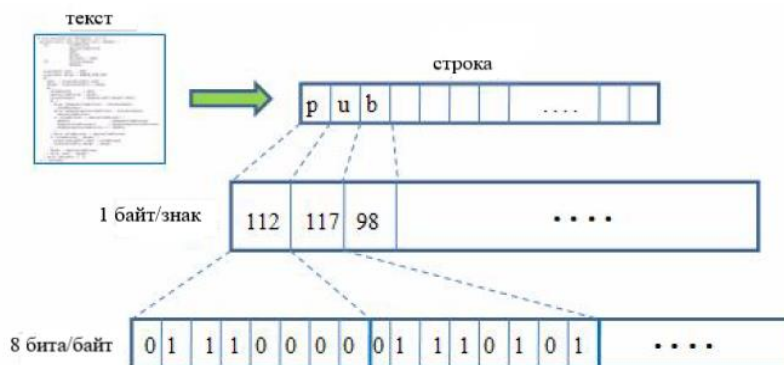 текст
строка
p u b ....
1 байт/знак 112 117 98 ....
8 бита/байт 0 1 1 1 0 0 0 0 0 1 1 1 0 1 0 1 ....